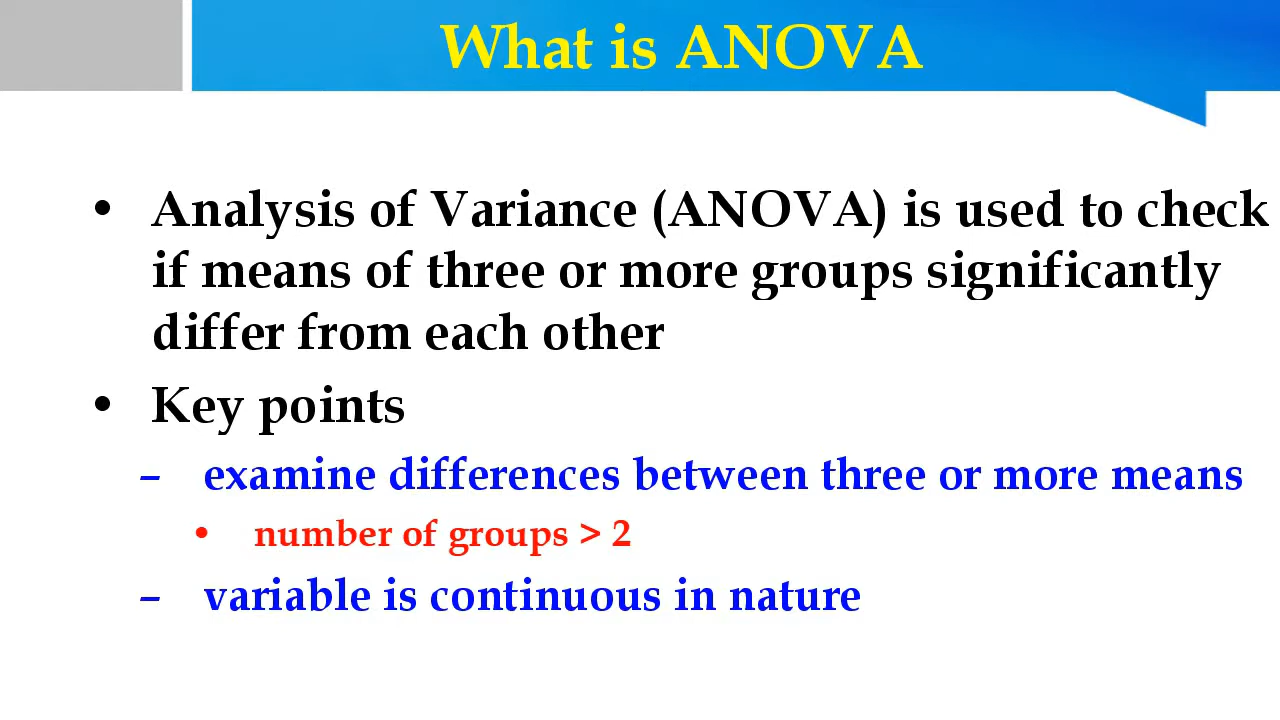 What is ANOVA
• Analysis of Variance (ANOVA) is used to check
if means of three or more groups significantly
differ from each other
• Key points
– examine differences between three or more means
• number of groups > 2
– variable is continuous in nature